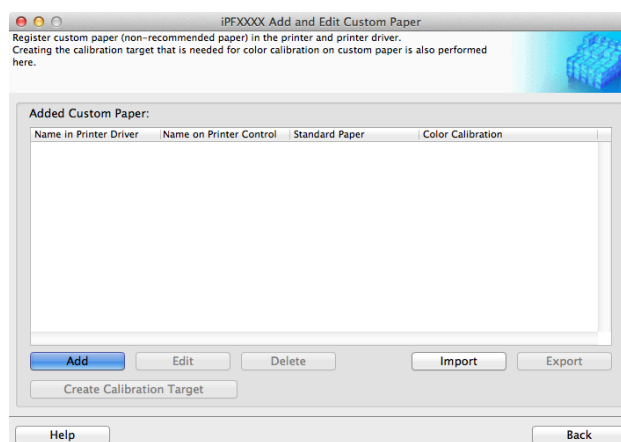 iPFXXXX Add and Edit Custom Paper
Register custom paper (non-recommended paper) in the printer and printer driver.
Creating the calibration target that is needed for color calibration on custom paper is also performed
here.
Added Custom Paper:
Name in Printer Driver Name on Printer Control Standard Paper Color Calibration
Add Edit Delete Import Export
Create Calibration Target
Help Back